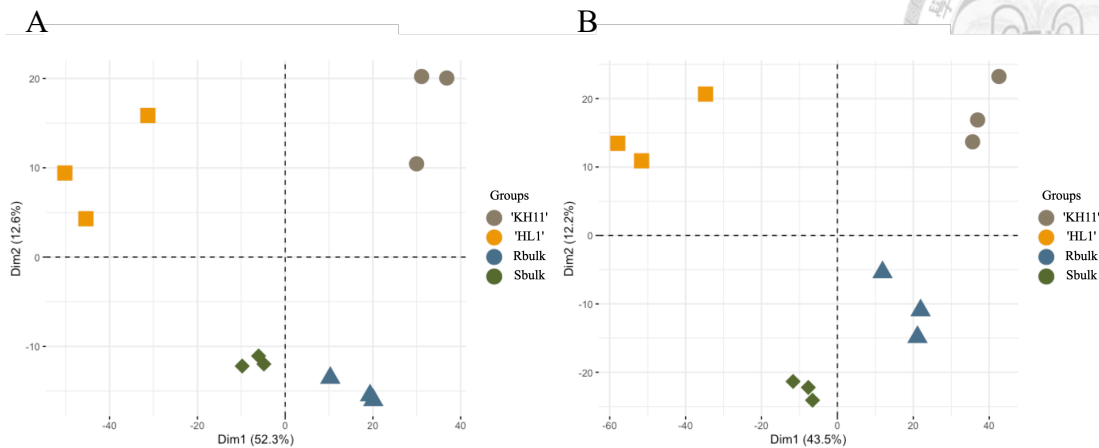 A
B
20
10
0
-10
-40
-20
0
20
40
Dim1 (52.3%)
Dim2 (12.6%)
Groups
'KH11'
'HL1'
Rbulk
Sbulk
20
10
0
-10
-20
-60
-40
-20
0
20
40
Dim1 (43.5%)
Dim2 (12.2%)
Groups
'KH11'
'HL1'
Rbulk
Sbulk